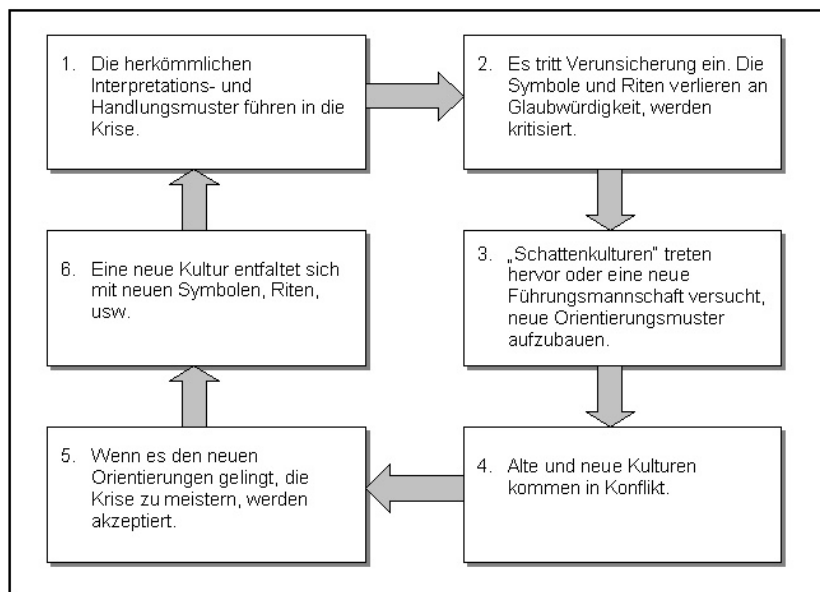 1. Die herkömmlichen
Interpretations- und
Handlungsmuster führen in die
Krise.
2. Es tritt Verunsicherung ein. Die
Symbole und Riten verlieren an
Glaubwürdigkeit, werden
kritisiert.
3. „Schattenkulturen" treten
hervor oder eine neue
Führungsmannschaft versucht,
neue Orientierungsmuster
aufzubauen.
4. Alte und neue Kulturen
kommen in Konflikt.
5. Wenn es den neuen
Orientierungen gelingt, die
Krise zu meistern, werden
akzeptiert.
6. Eine neue Kultur entfaltet sich
mit neuen Symbolen, Riten,
usw.